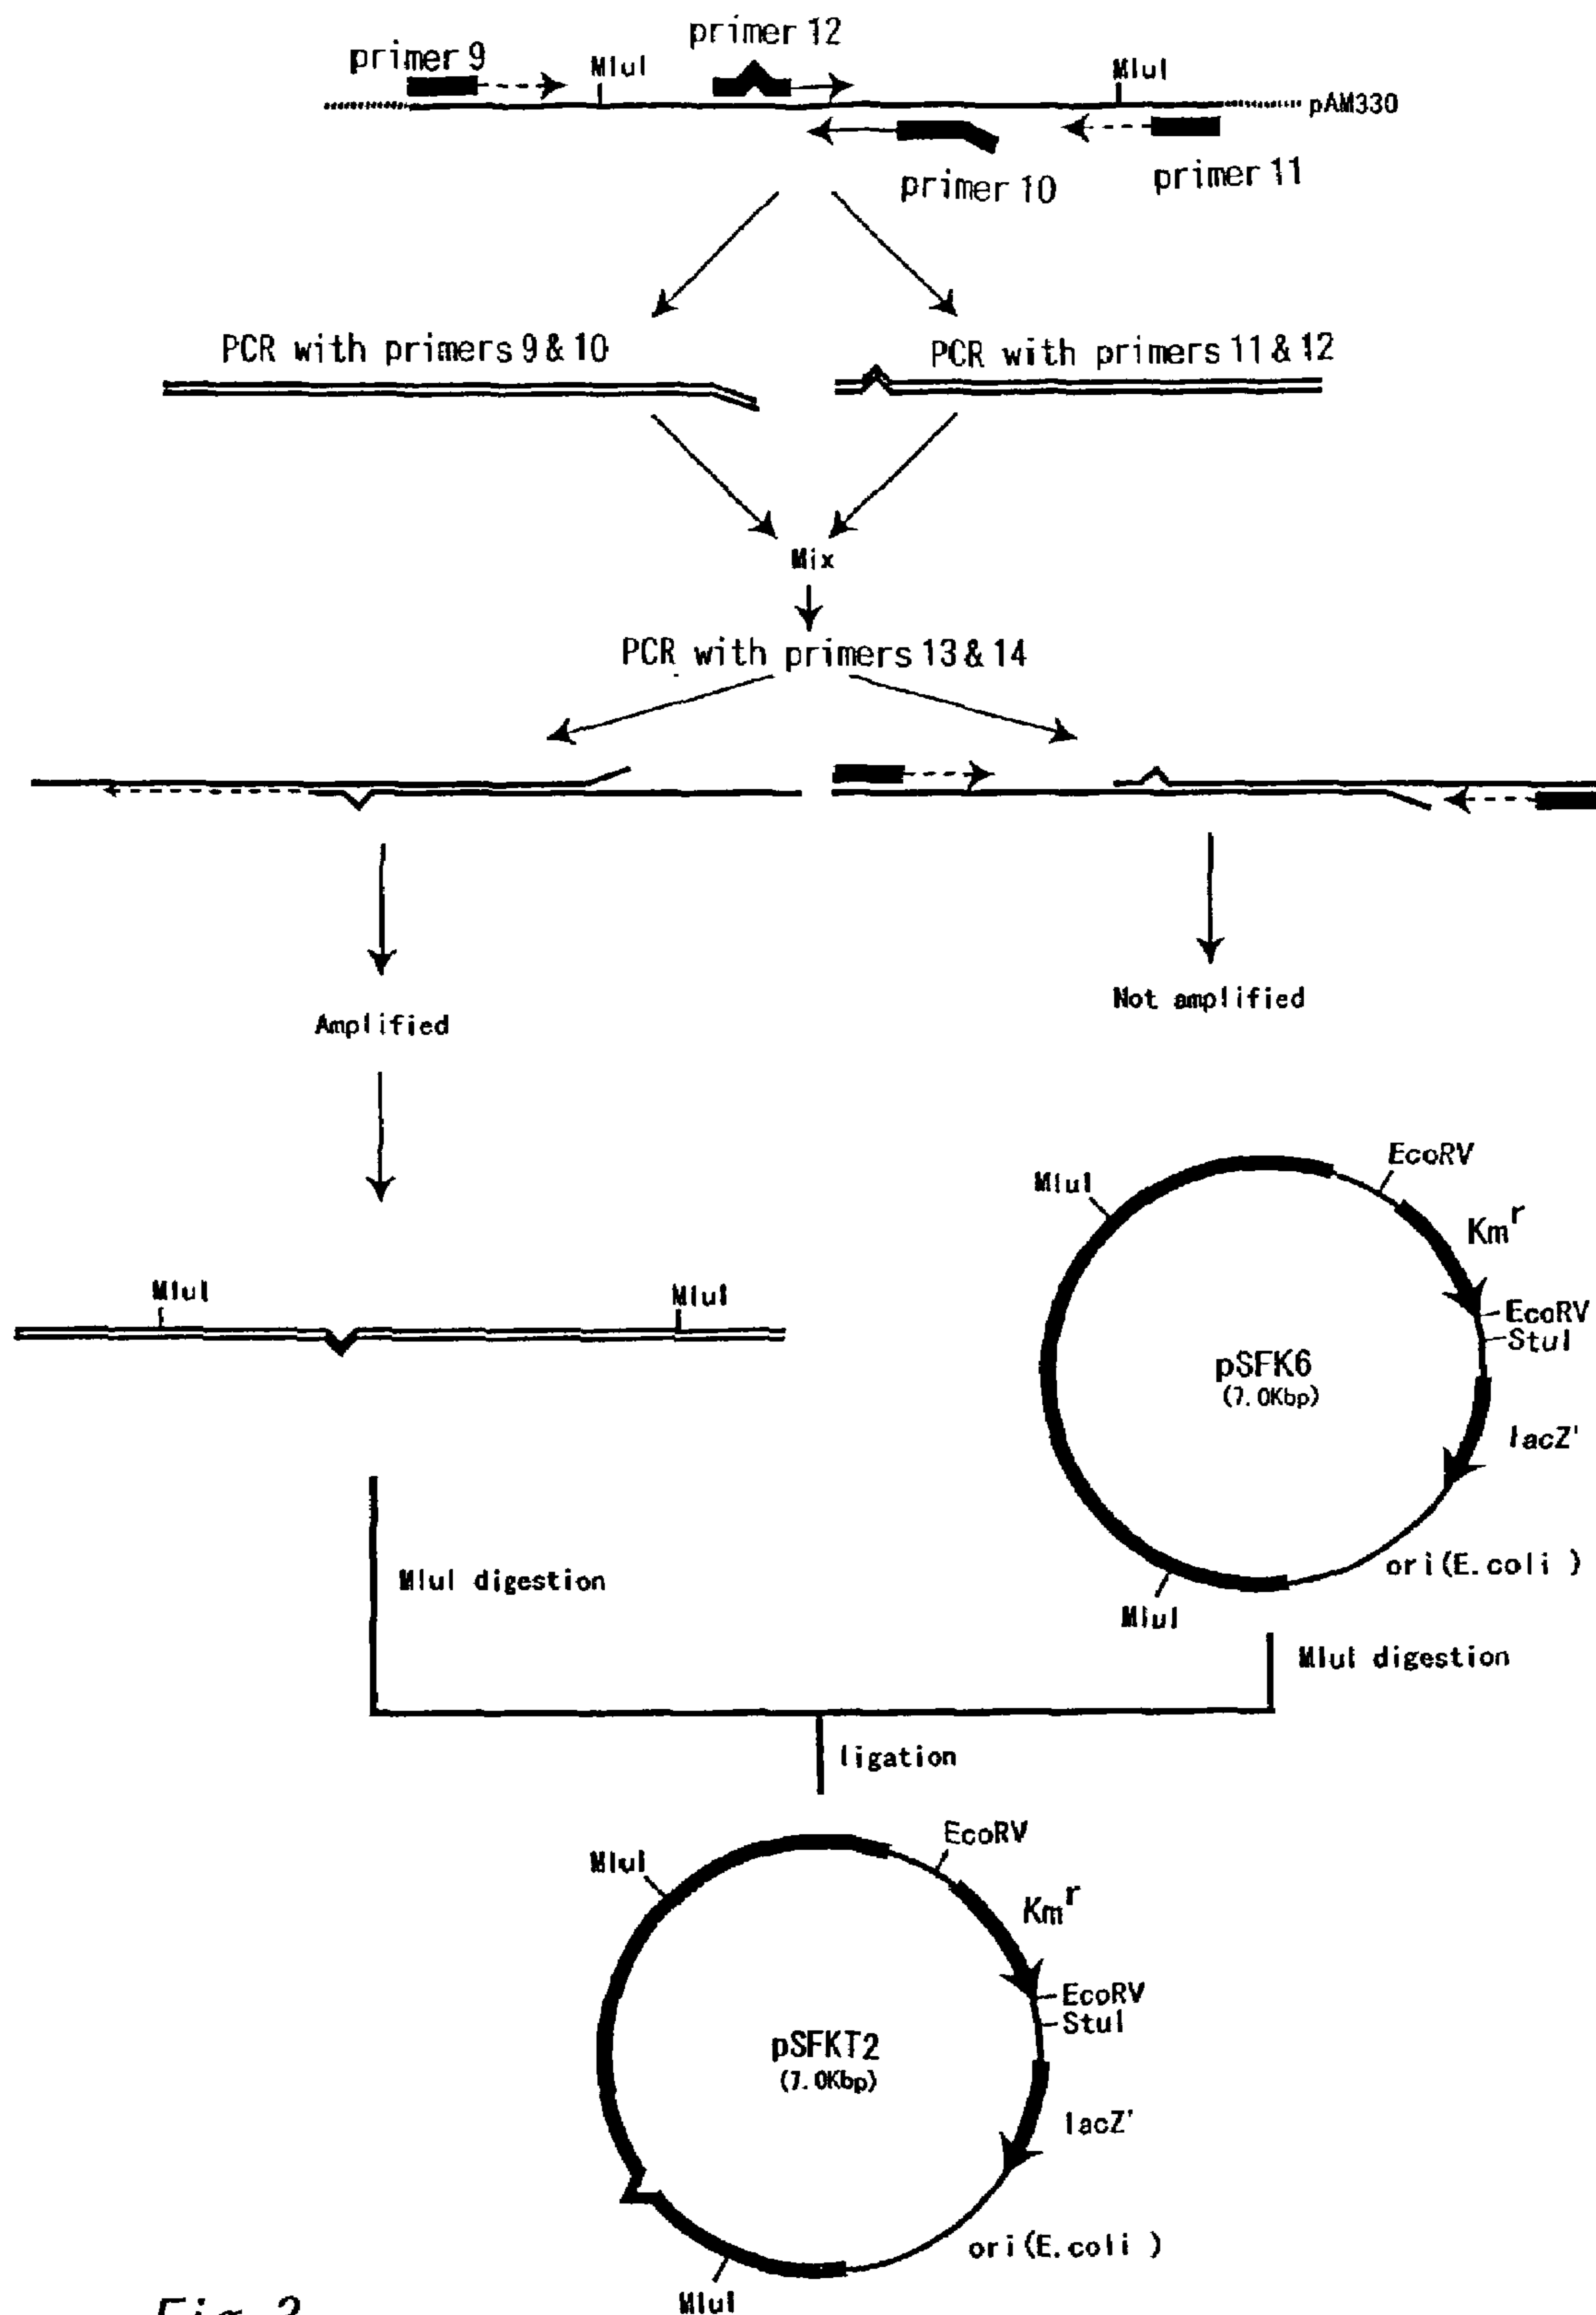 primer 12
primer 9
MluI
MluI
pAM330
primer 10
primer 11
PCR with primers 9 & 10
PCR with primers 11 & 12
Mix
PCR with primers 13 & 14
Amplified
Not amplified
EcoRV
MluI
Kmr
EcoRV
StuI
MluI
MluI
pSFK6
(7.0Kbp)
lacZ'
ori(E.coli )
MluI
MluI digestion
MluI digestion
ligation
EcoRV
MluI
Kmr
EcoRV
StuI
pSFKT2
(7.0Kbp)
lacZ'
ori(E.coli )
MluI